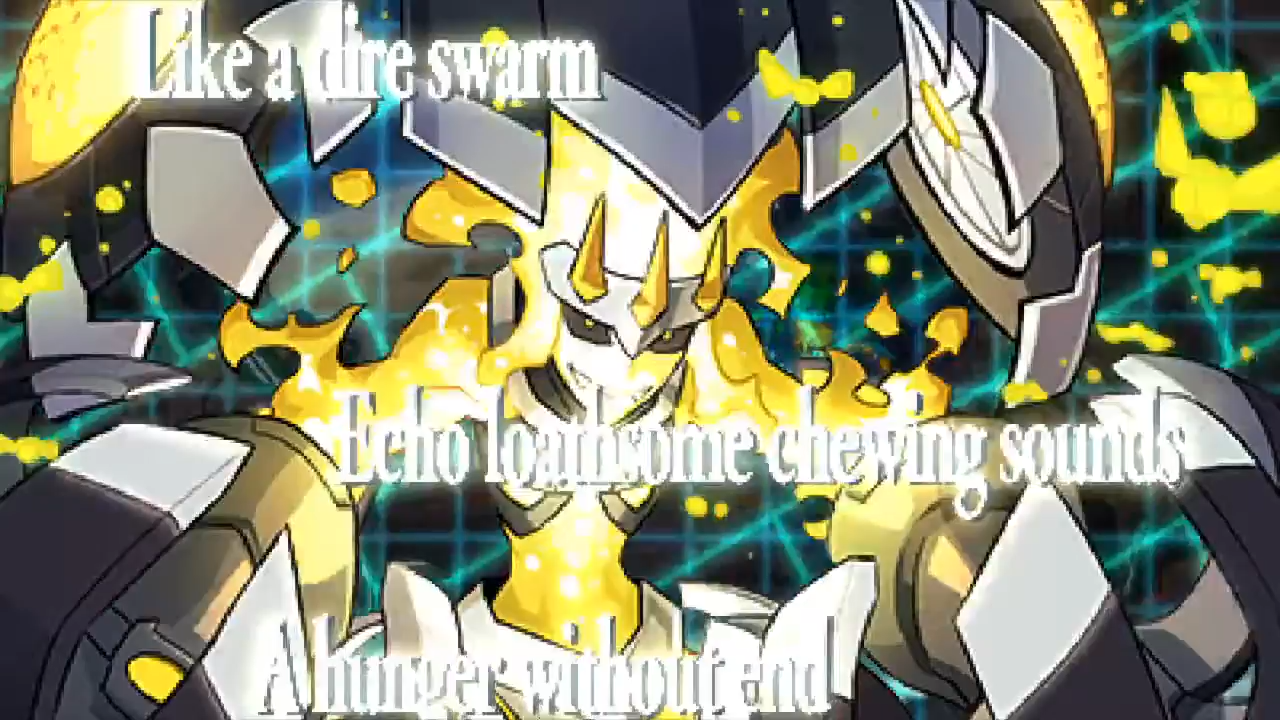 Like a dire swarm
Echo loathsome chewing sounds
A hunger without end